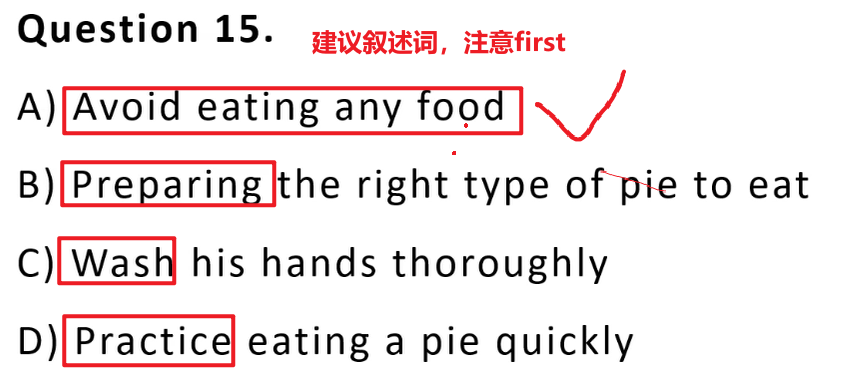 Question 15.
建议叙述词，注意first
A) Avoid eating any food
B) Preparing the right type of pie to eat
C) Wash his hands thoroughly
D) Practice eating a pie quickly